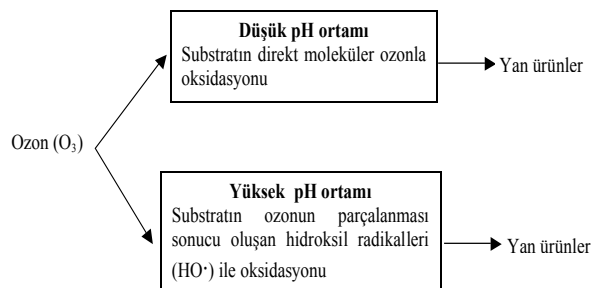 Düşük pH ortamı
Substratın direkt moleküler ozonla
oksidasyonu
Yan ürünler
Ozon (O₃)
Yüksek pH ortamı
Substratın ozonun parçalanması
sonucu oluşan hidroksil radikalleri
(HO·) ile oksidasyonu
Yan ürünler